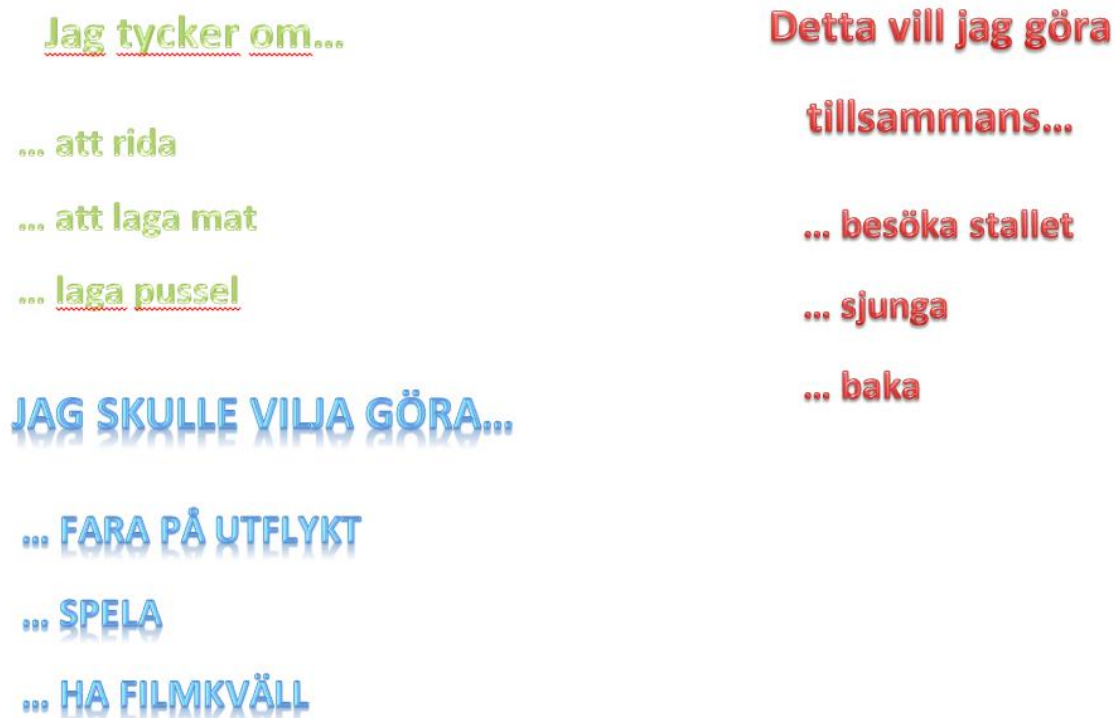 Jag tycker om...
... att rida
... att laga mat
... laga pussel
JAG SKULLE VILJA GÖRA...
... FARA PÅ UTFLYKT
... SPELA
... HA FILMKVÄLL
Detta vill jag göra
tillsammans...
... besöka stallet
... sjunga
... baka